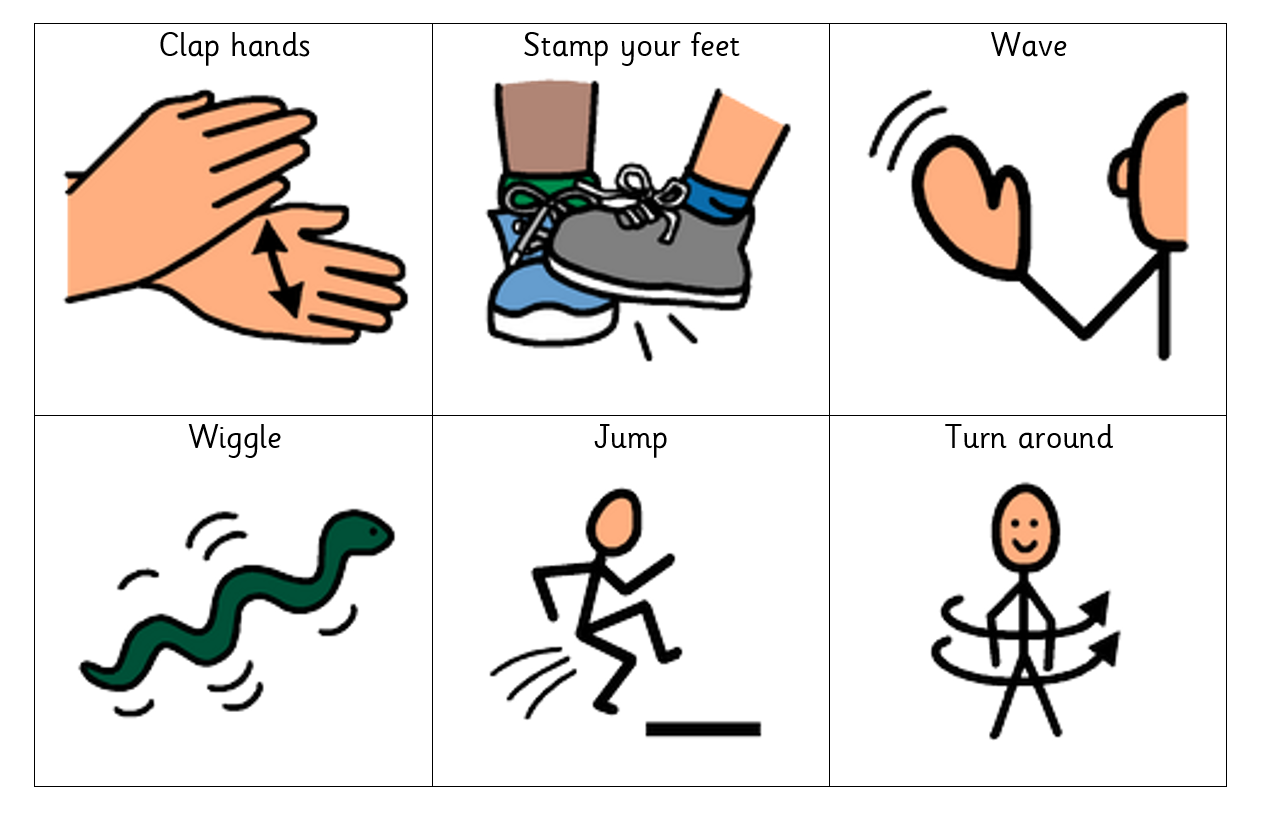 Clap hands
Stamp your feet
Wave
Wiggle
Jump
Turn around